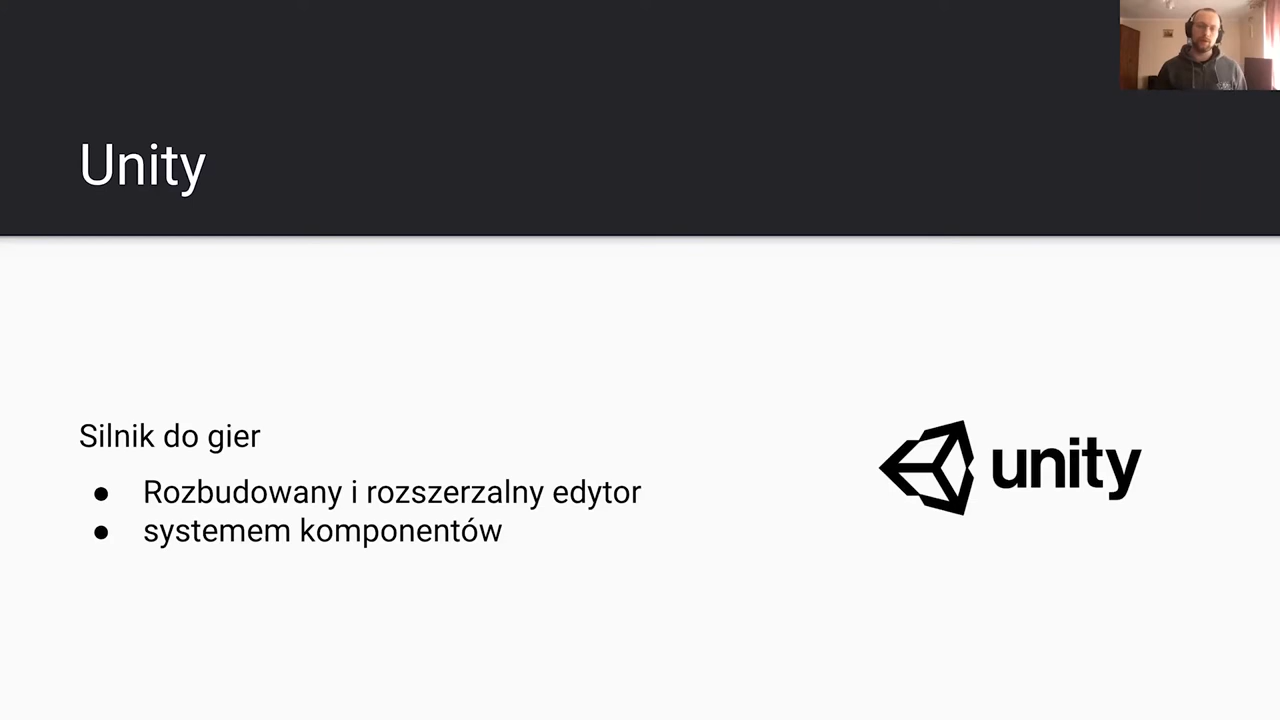 Unity
Silnik do gier
● Rozbudowany i rozszerzalny edytor
● systemem komponentów
unity